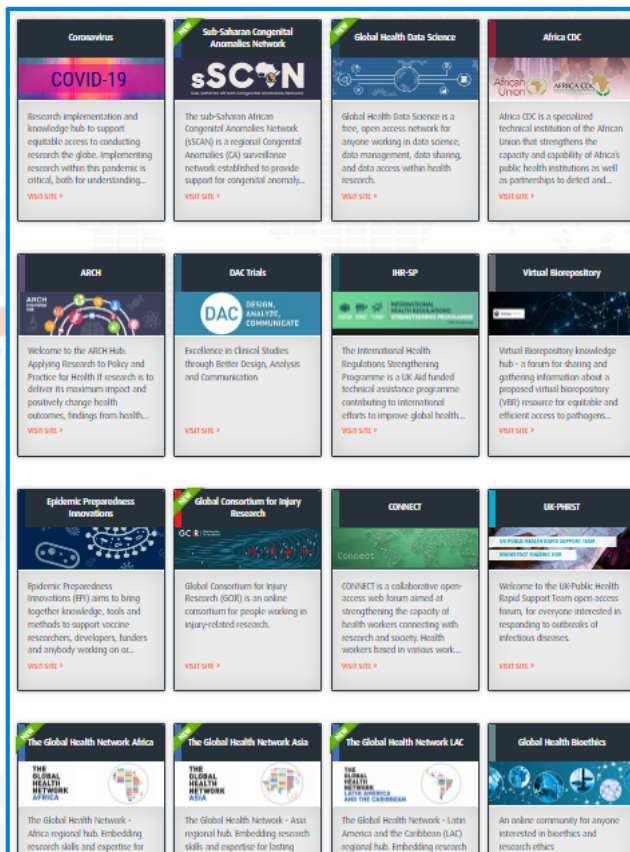 Coronavirus
COVID-19
Research implementation and
knowledge hub to support
equitable access to conducting
research the globe. Implementing
research within this pandemic is
critical, both for understanding...
VISIT SITE >
NEW
Sub-Saharan Congenital
Anomalies Network
sSCAN
The sub-Saharan African
Congenital Anomalies Network
(sSCAN) is a regional Congenital
Anomalies (CA) surveillance
network established to provide
support for congenital anomaly...
VISIT SITE >
NEW
Global Health Data Science
Global Health Data Science is a
free, open access network for
anyone working in data science,
data management, data sharing,
and data access within health
research.
VISIT SITE >
Africa CDC
African
Union
AFRICA CDC
Africa CDC is a specialized
technical institution of the African
Union that strengthens the
capacity and capability of Africa's
public health institutions as well
as partnerships to detect and...
VISIT SITE >
ARCH
ARCH
Welcome to the ARCH Hub:
Applying Research to Policy and
Practice for Health If research is to
deliver its maximum impact and
positively change health
outcomes, findings from health...
VISIT SITE >
DAC Trials
DAC
DESIGN,
ANALYZE,
COMMUNICATE
Excellence in Clinical Studies
through Better Design, Analysis
and Communication
VISIT SITE >
IHR-SP
INTERNATIONAL
HEALTH REGULATIONS
STRENGTHENING PROGRAMME
The International Health
Regulations Strengthening
Programme is a UK Aid funded
technical assistance programme
contributing to international
efforts to improve global health...
VISIT SITE >
Virtual Biorepository
Virtual Biorepository knowledge
hub - a forum for sharing and
gathering information about a
proposed virtual biorepository
(VBR) resource for equitable and
efficient access to pathogens...
VISIT SITE >
Epidemic Preparedness
Innovations
Epidemic Preparedness
Innovations (EPI) aims to bring
together knowledge, tools and
methods to support vaccine
researchers, developers, funders
and anybody working on or...
VISIT SITE >
NEW
Global Consortium for Injury
Research
GCIR
Global Consortium for Injury
Research (GCIR) is an online
consortium for people working in
injury-related research.
VISIT SITE >
CONNECT
Connect
CONNECT is a collaborative open-
access web forum aimed at
strengthening the capacity of
health workers connecting with
research and society. Health
workers based in various work...
VISIT SITE >
UK-PHRST
UK PUBLIC HEALTH RAPID SUPPORT TEAM
KNOWLEDGE SHARING HUB
Welcome to the UK-Public Health
Rapid Support Team open access
forum, for everyone interested in
responding to outbreaks of
infectious diseases.
VISIT SITE >
NEW
The Global Health Network Africa
THE
GLOBAL
HEALTH
NETWORK
AFRICA
The Global Health Network -
Africa regional hub. Embedding
research skills and expertise for
NEW
The Global Health Network Asia
THE
GLOBAL
HEALTH
NETWORK
ASIA
The Global Health Network - Asia
regional hub. Embedding research
skills and expertise for lasting
NEW
The Global Health Network LAC
THE
GLOBAL
HEALTH
NETWORK
LATIN AMERICA
AND THE CARIBBEAN
The Global Health Network - Latin
America and the Caribbean (LAC)
regional hub. Embedding research
Global Health Bioethics
An online community for anyone
interested in bioethics and
research ethics